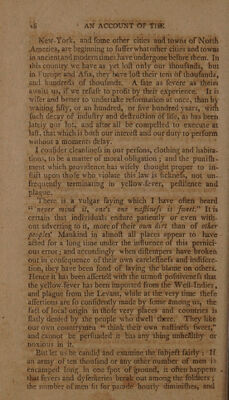 18 AN ACCOUNT OF THE
New-York, and some other cities and towns of North
America, are beginning to suffer what other cities and towns
in ancient and modern times have undergone before them. In
this country we have as yet lost only our thousands, but
in Europe and Asia, they have lost their tens of thousands,
and hundreds of thousands. A fate as severe as theirs
awaits us, if we refuse to profit by their experience. It is
wiser and better to undertake reformation at once, than by
waiting fifty, or an hundred, or five hundred years, with
such decay of industry and destruction of life, as has been
lately our lot, and after all be compelled to execute at
last, that which is both our interest and our duty to perform
without a moments delay.
I consider cleanliness in our persons, clothing and habita-
tions, to be a matter of moral obligation; and the punish-
ment which providence has wisely thought proper to in-
flict upon those who violate this law is sickness, not un-
frequently terminating in yellow-fever, pestilence and
plague.
There is a vulgar saying which I have often heard
" never mind it, one's own nastiness is sweet." It is
certain that individuals endure patiently or even with-
out adverting to it, more of their own dirt than of other
peoples' Mankind in almost all places appear to have
acted for a long time under the influence of this pernici-
ous error; and accordingly when distempers have broken
out in consequence of their own carelessness and indiscre-
tion, they have been fond of laying the blame on others.
Hence it has been asserted with the utmost positiveness that
the yellow-fever has been imported from the West-Indies,
and plague from the Levant, while at the very time these
assertions are so confidently made by some among us, the
fact of local origin in those very places and countries is
flatly denied by the people who dwell there. They like
our own countrymen " think their own nastiness sweet,"
and cannot be persuaded it has any thing unhealthy or
noxious in it.
But let us be candid and examine the subject fairly; If
an army of ten thousand or any other number of men is
encamped long in one spot of ground, it often happens
that fevers and dysenteries break out among the soldiers;
the number of men fit for parade hourly diminishes, and